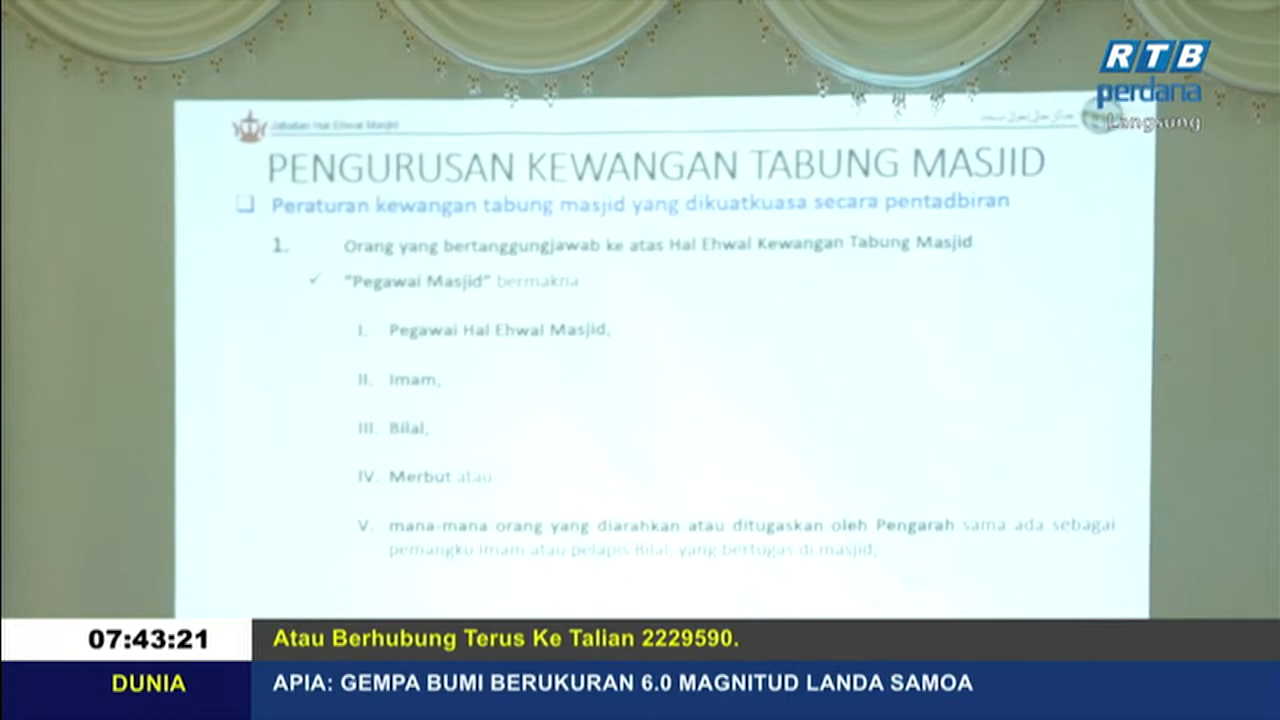 RTB
perdana
Langsung
Jabatan Hal Ehwal Masjid
PENGURUSAN KEWANGAN TABUNG MASJID
Peraturan kewangan tabung masjid yang dikuatkuasa secara pentadbiran
1. Orang yang bertanggungjawab ke atas Hal Ehwal Kewangan Tabung Masjid
✓ "Pegawai Masjid" bermakna
I. Pegawai Hal Ehwal Masjid,
II. Imam,
III. Bilal,
IV. Merbut atau
V. mana-mana orang yang diarahkan atau ditugaskan oleh Pengarah sama ada sebagai
pemangku Imam atau pelapis Bilal yang bertugas di masjid;
07:43:21
Atau Berhubung Terus Ke Talian 2229590.
DUNIA
APIA: GEMPA BUMI BERUKURAN 6.0 MAGNITUD LANDA SAMOA